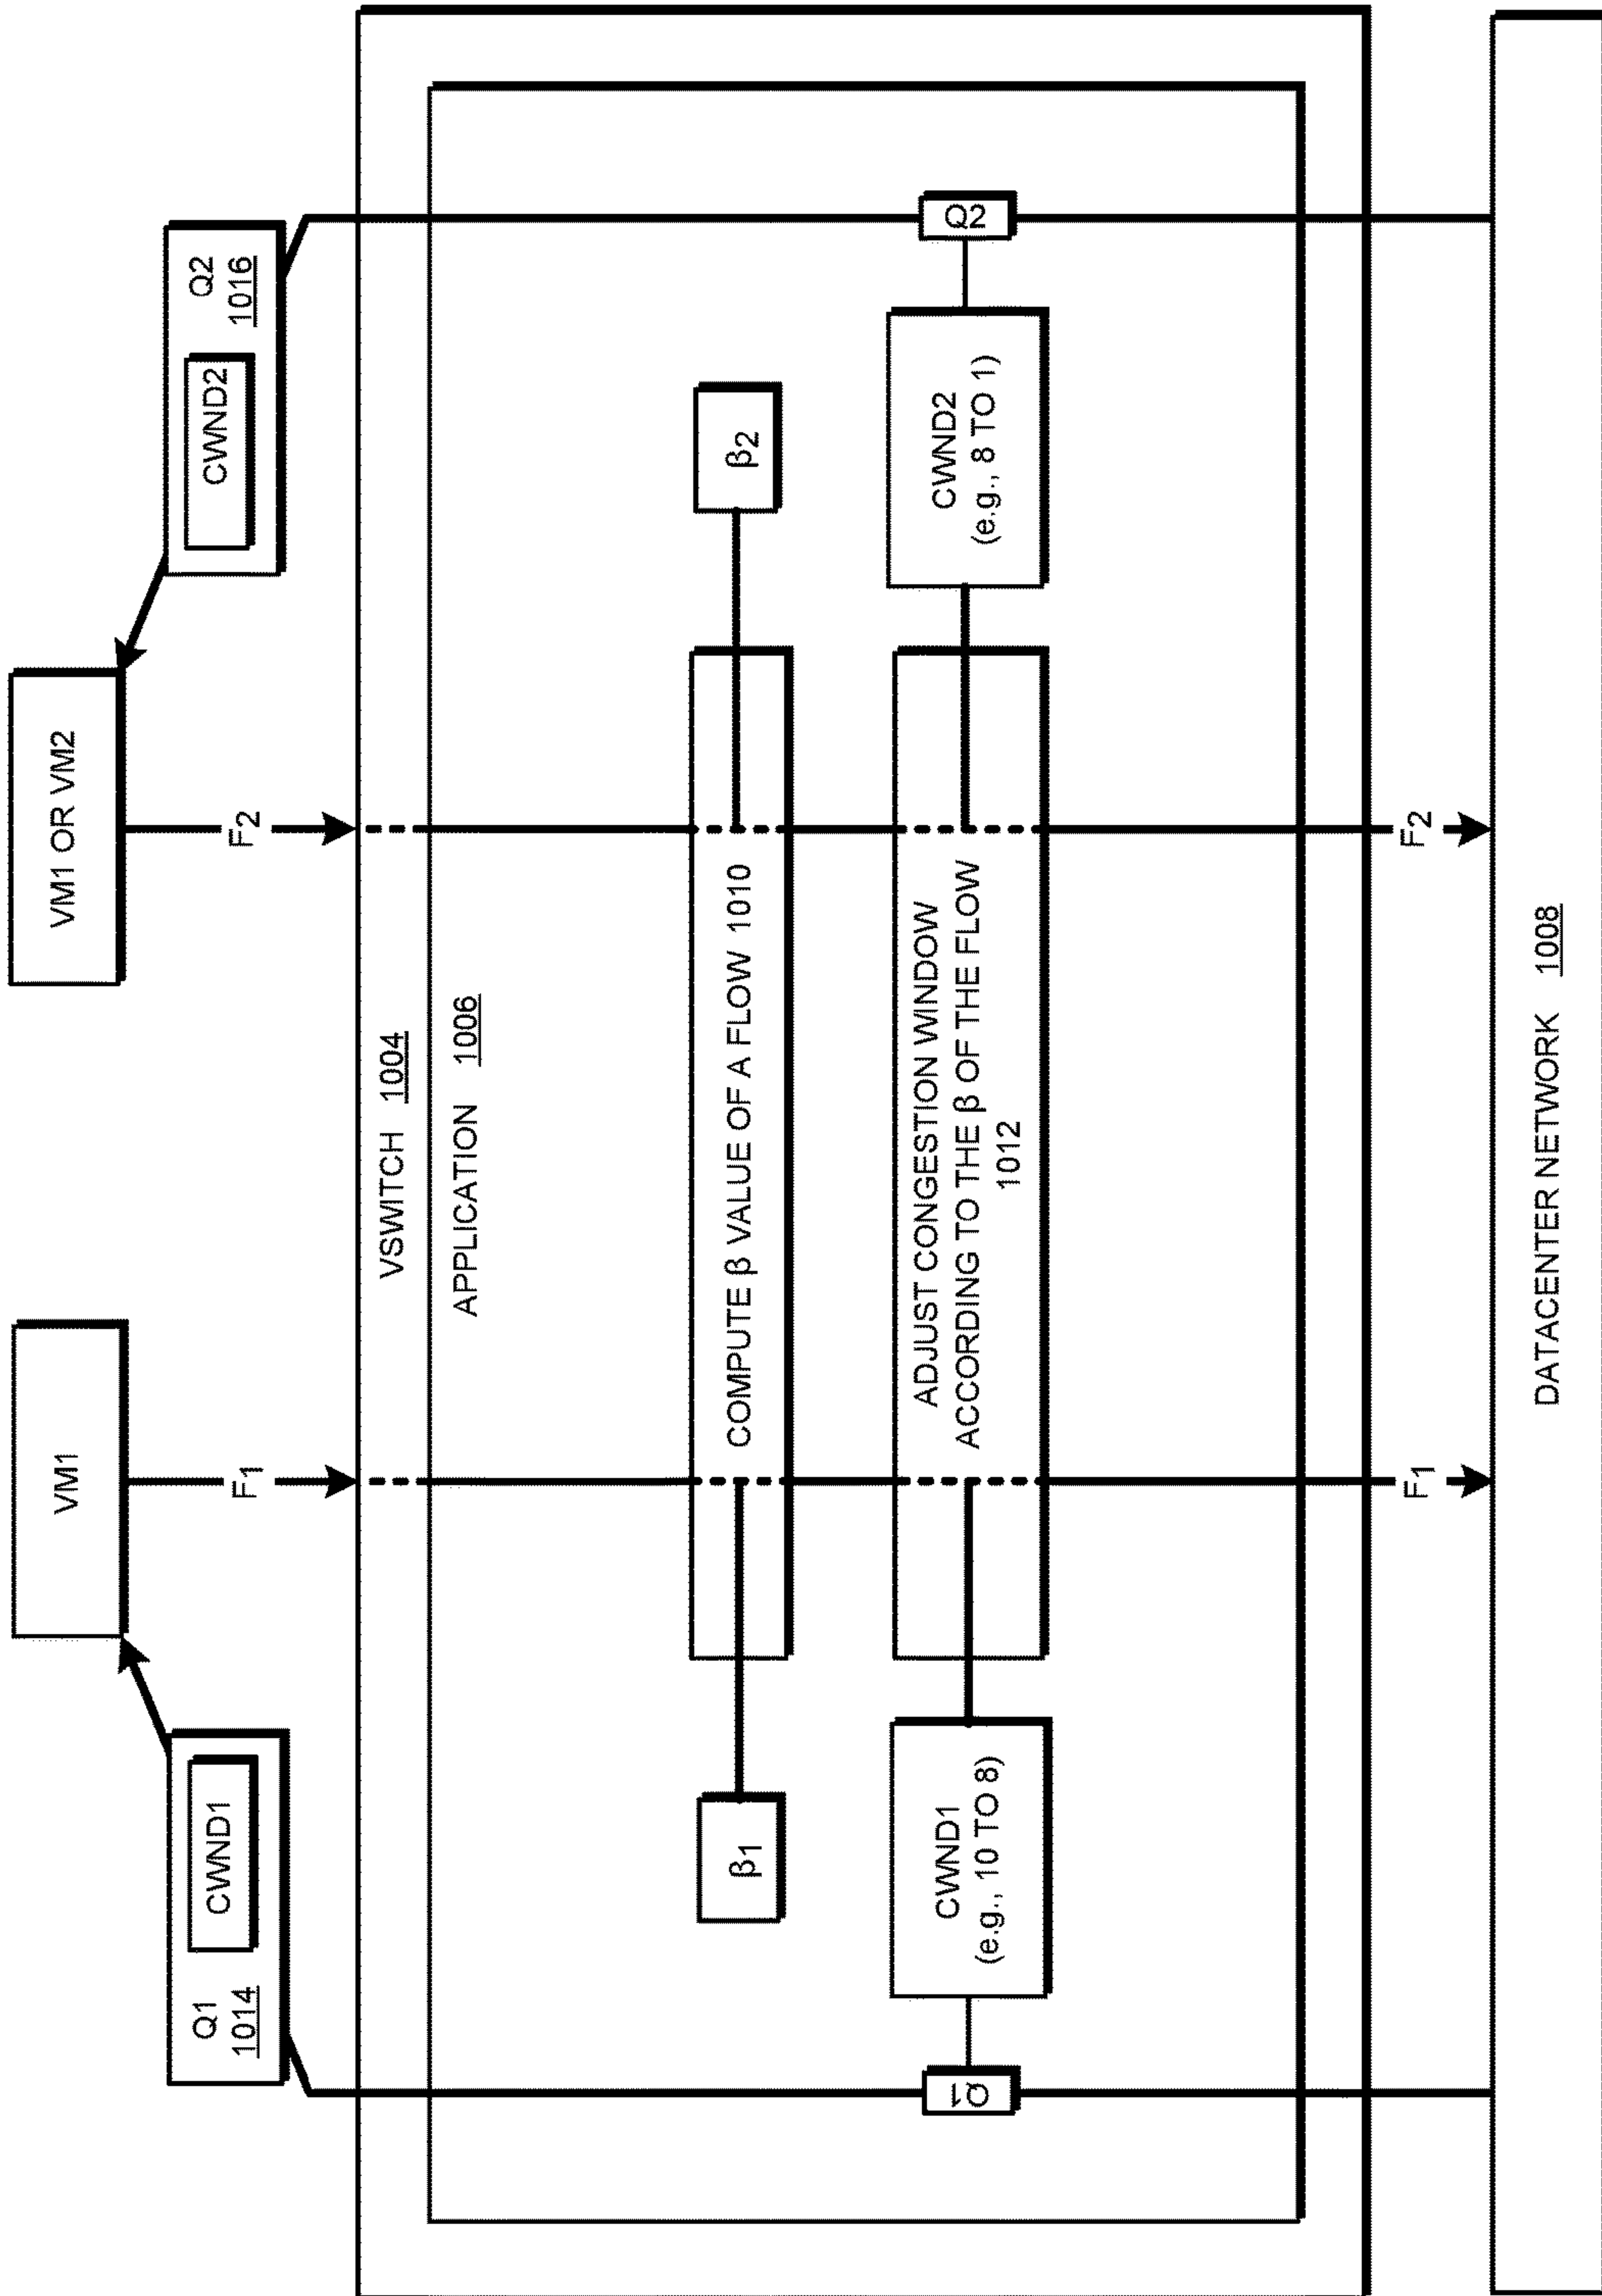 VM1
VM1 OR VM2
Q1
1014
CWND1
CWND2
Q2
1016
F1
F2
VSWITCH 1004
APPLICATION 1006
β1
COMPUTE β VALUE OF A FLOW 1010
β2
Q1
CWND1
(e.g., 10 TO 8)
ADJUST CONGESTION WINDOW
ACCORDING TO THE β OF THE FLOW
1012
CWND2
(e.g., 8 TO 1)
Q2
F1
F2
DATACENTER NETWORK 1008